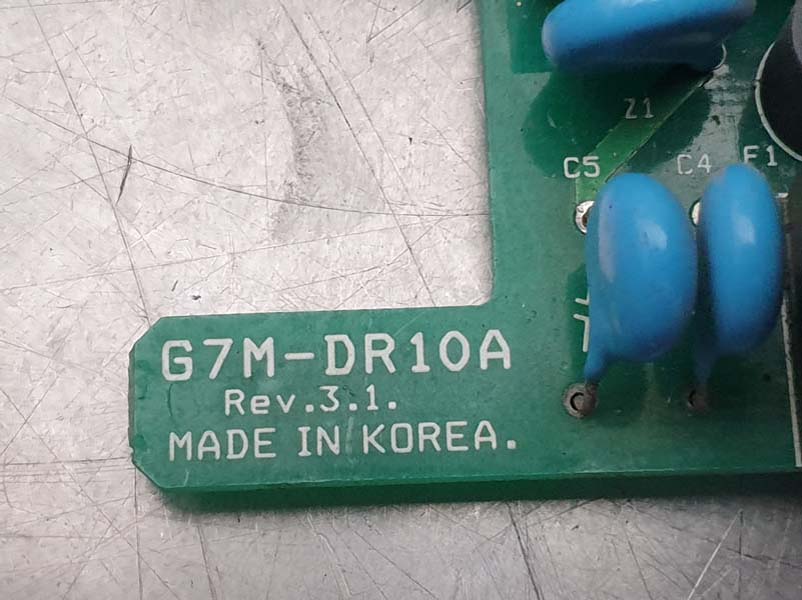 Z1
C5 C4 F1
G7M-DR10A
Rev.3.1.
MADE IN KOREA.